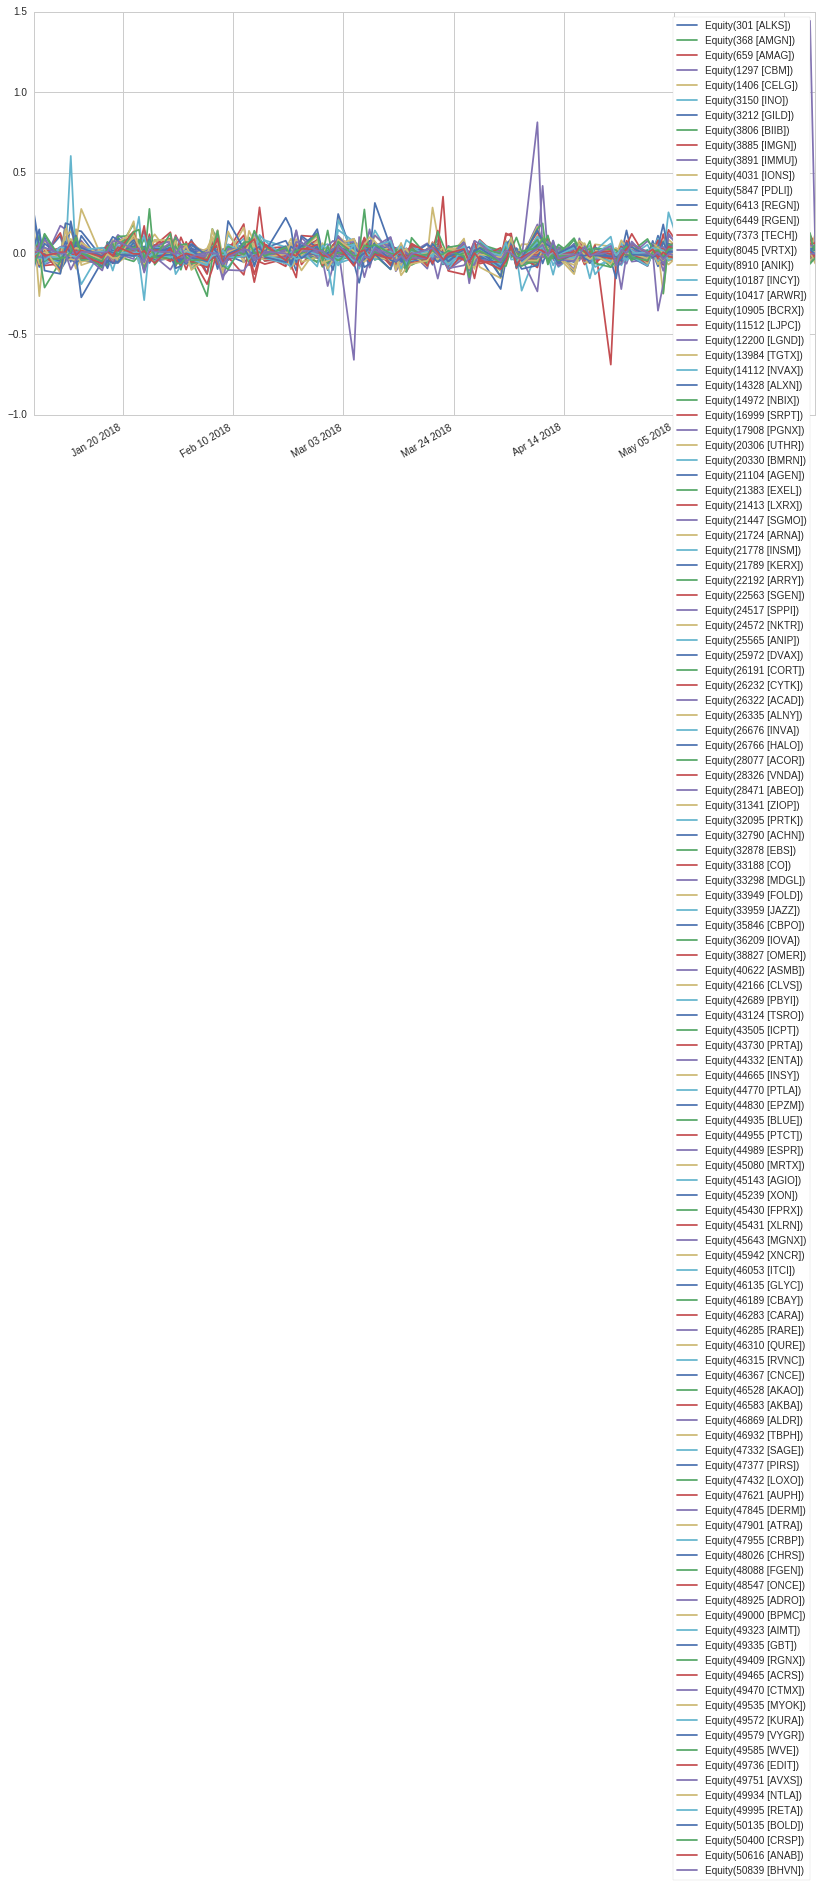 1.5
1.0
0.5
0.0
−0.5
−1.0
Jan 20 2018
Feb 10 2018
Mar 03 2018
Mar 24 2018
Apr 14 2018
May 05 2018
Equity(301 [ALKS])
Equity(368 [AMGN])
Equity(659 [AMAG])
Equity(1297 [CBM])
Equity(1406 [CELG])
Equity(3150 [INO])
Equity(3212 [GILD])
Equity(3806 [BIIB])
Equity(3885 [IMGN])
Equity(3891 [IMMU])
Equity(4031 [IONS])
Equity(5847 [PDLI])
Equity(6413 [REGN])
Equity(6449 [RGEN])
Equity(7373 [TECH])
Equity(8045 [VRTX])
Equity(8910 [ANIK])
Equity(10187 [INCY])
Equity(10417 [ARWR])
Equity(10905 [BCRX])
Equity(11512 [LJPC])
Equity(12200 [LGND])
Equity(13984 [TGTX])
Equity(14112 [NVAX])
Equity(14328 [ALXN])
Equity(14972 [NBIX])
Equity(16999 [SRPT])
Equity(17908 [PGNX])
Equity(20306 [UTHR])
Equity(20330 [BMRN])
Equity(21104 [AGEN])
Equity(21383 [EXEL])
Equity(21413 [LXRX])
Equity(21447 [SGMO])
Equity(21724 [ARNA])
Equity(21778 [INSM])
Equity(21789 [KERX])
Equity(22192 [ARRY])
Equity(22563 [SGEN])
Equity(24517 [SPPI])
Equity(24572 [NKTR])
Equity(25565 [ANIP])
Equity(25972 [DVAX])
Equity(26191 [CORT])
Equity(26232 [CYTK])
Equity(26322 [ACAD])
Equity(26335 [ALNY])
Equity(26676 [INVA])
Equity(26766 [HALO])
Equity(28077 [ACOR])
Equity(28326 [VNDA])
Equity(28471 [ABEO])
Equity(31341 [ZIOP])
Equity(32095 [PRTK])
Equity(32790 [ACHN])
Equity(32878 [EBS])
Equity(33188 [CO])
Equity(33298 [MDGL])
Equity(33949 [FOLD])
Equity(33959 [JAZZ])
Equity(35846 [CBPO])
Equity(36209 [IOVA])
Equity(38827 [OMER])
Equity(40622 [ASMB])
Equity(42166 [CLVS])
Equity(42689 [PBYI])
Equity(43124 [TSRO])
Equity(43505 [ICPT])
Equity(43730 [PRTA])
Equity(44332 [ENTA])
Equity(44665 [INSY])
Equity(44770 [PTLA])
Equity(44830 [EPZM])
Equity(44935 [BLUE])
Equity(44955 [PTCT])
Equity(44989 [ESPR])
Equity(45080 [MRTX])
Equity(45143 [AGIO])
Equity(45239 [XON])
Equity(45430 [FPRX])
Equity(45431 [XLRN])
Equity(45643 [MGNX])
Equity(45942 [XNCR])
Equity(46053 [ITCI])
Equity(46135 [GLYC])
Equity(46189 [CBAY])
Equity(46283 [CARA])
Equity(46285 [RARE])
Equity(46310 [QURE])
Equity(46315 [RVNC])
Equity(46367 [CNCE])
Equity(46528 [AKAO])
Equity(46583 [AKBA])
Equity(46869 [ALDR])
Equity(46932 [TBPH])
Equity(47332 [SAGE])
Equity(47377 [PIRS])
Equity(47432 [LOXO])
Equity(47621 [AUPH])
Equity(47845 [DERM])
Equity(47901 [ATRA])
Equity(47955 [CRBP])
Equity(48026 [CHRS])
Equity(48088 [FGEN])
Equity(48547 [ONCE])
Equity(48925 [ADRO])
Equity(49000 [BPMC])
Equity(49323 [AIMT])
Equity(49335 [GBT])
Equity(49409 [RGNX])
Equity(49465 [ACRS])
Equity(49470 [CTMX])
Equity(49535 [MYOK])
Equity(49572 [KURA])
Equity(49579 [VYGR])
Equity(49585 [WVE])
Equity(49736 [EDIT])
Equity(49751 [AVXS])
Equity(49934 [NTLA])
Equity(49995 [RETA])
Equity(50135 [BOLD])
Equity(50400 [CRSP])
Equity(50616 [ANAB])
Equity(50839 [BHVN])